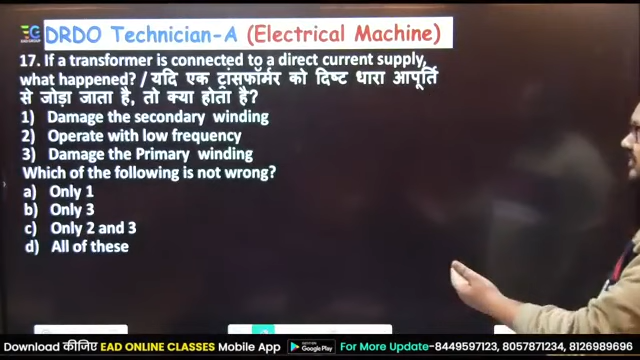 EG
DRDO Technician-A (Electrical Machine)
17. If a transformer is connected to a direct current supply,
what happened? / यदि एक ट्रांसफॉर्मर को दिष्ट धारा आपूर्ति
से जोड़ा जाता है, तो क्या होता है?
1) Damage the secondary winding
2) Operate with low frequency
3) Damage the Primary winding
Which of the following is not wrong?
a) Only 1
b) Only 3
c) Only 2 and 3
d) All of these
Download कीजिए EAD ONLINE CLASSES Mobile App Google Play For More Update-8449597123, 8057871234, 8126989696